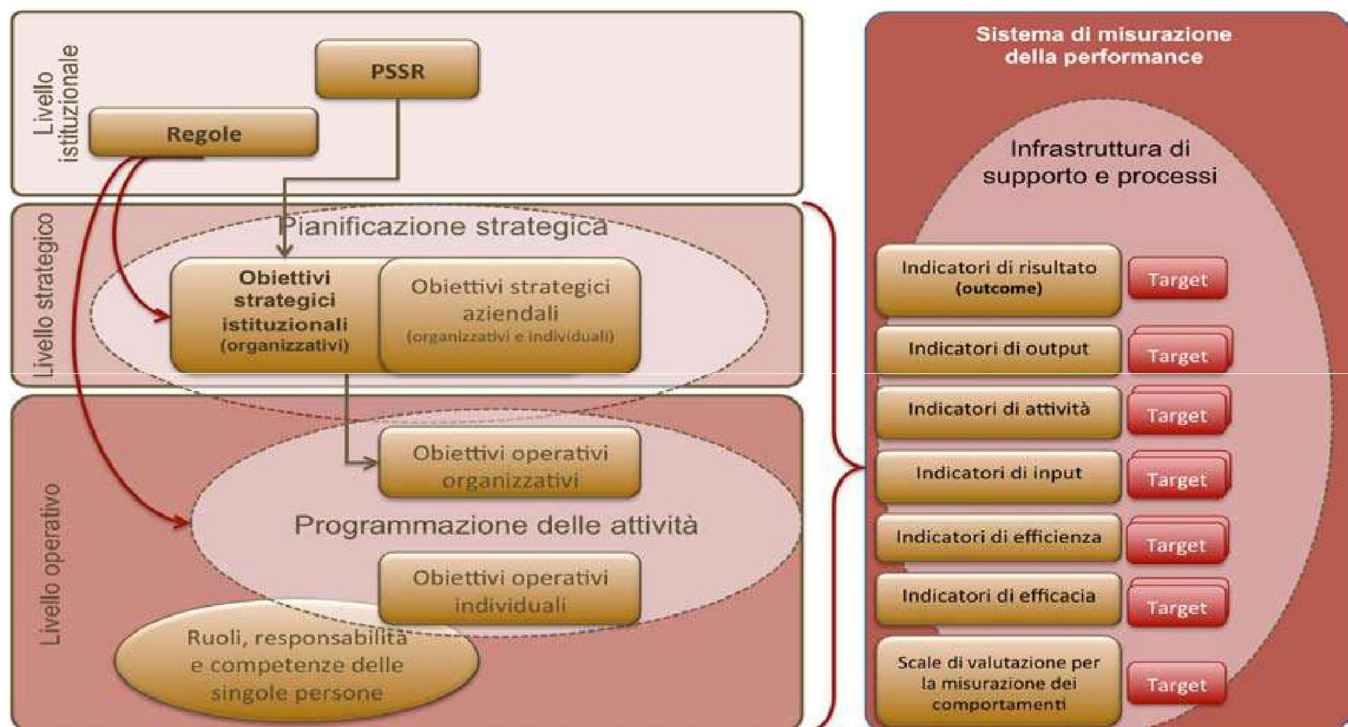 Livello
istituzionale
PSSR
Regole
Livello strategico
Pianificazione strategica
Obiettivi
strategici
istituzionali
(organizzativi)
Obiettivi strategici
aziendali
(organizzativi e individuali)
Livello operativo
Obiettivi operativi
organizzativi
Programmazione delle attività
Obiettivi operativi
individuali
Ruoli, responsabilità
e competenze delle
singole persone
Sistema di misurazione
della performance
Infrastruttura di
supporto e processi
Indicatori di risultato
(outcome)
Target
Indicatori di output
Target
Indicatori di attività
Target
Indicatori di input
Target
Indicatori di efficienza
Target
Indicatori di efficacia
Target
Scale di valutazione per
la misurazione dei
comportamenti
Target